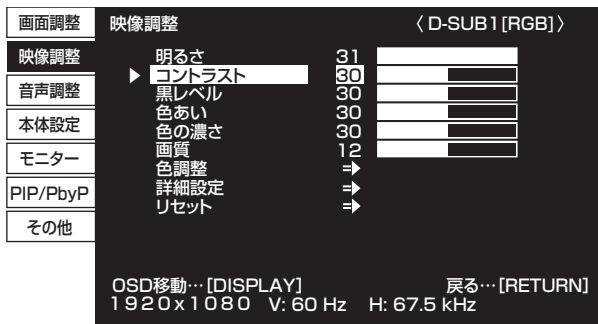 画面調整
映像調整
音声調整
本体設定
モニター
PIP/PbyP
その他
映像調整 〈D-SUB1[RGB]〉
明るさ 31
コントラスト 30
黒レベル 30
色あい 30
色の濃さ 30
画質 12
色調整
詳細設定
リセット
OSD移動…[DISPLAY] 戻る…[RETURN]
1920x1080 V: 60 Hz H: 67.5 kHz